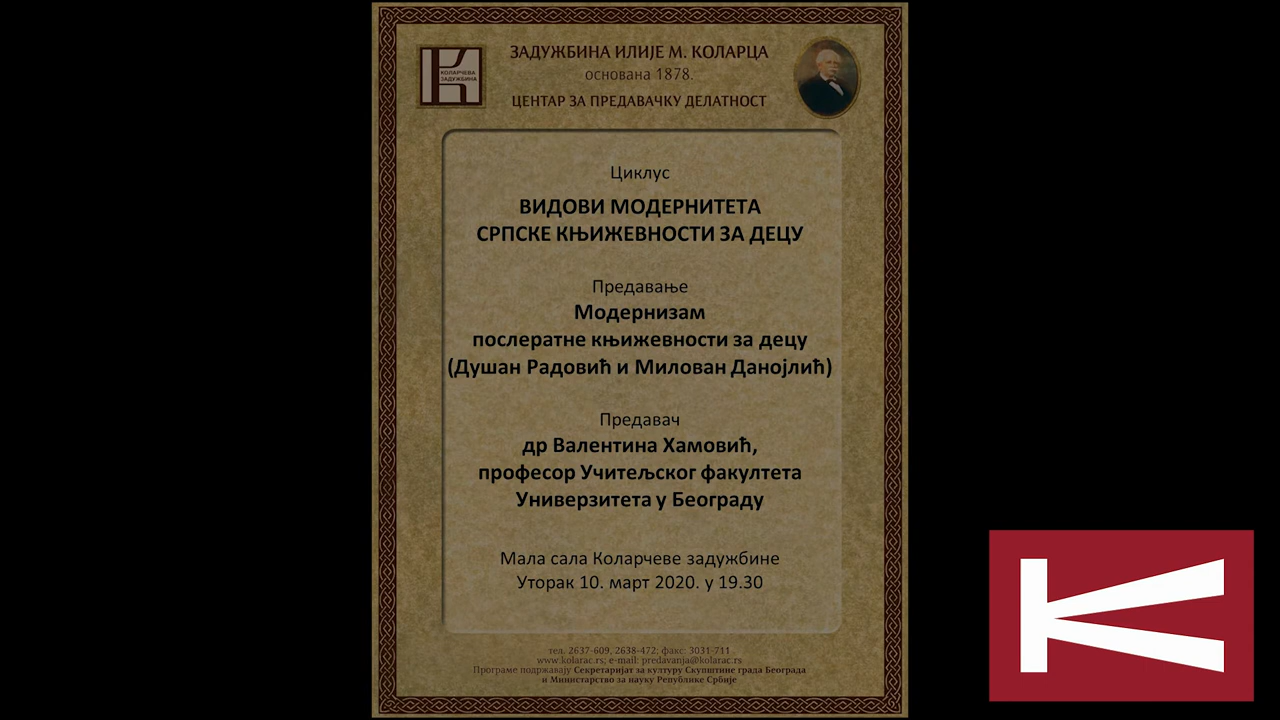 ЗАДУЖБИНА ИЛИЈЕ М. КОЛАРЦА
основана 1878.
ЦЕНТАР ЗА ПРЕДАВАЧКУ ДЕЛАТНОСТ
КОЛАРЧЕВА
ЗАДУЖБИНА
Циклус
ВИДОВИ МОДЕРНИТЕТА
СРПСКЕ КЊИЖЕВНОСТИ ЗА ДЕЦУ
Предавање
Модернизам
послератне књижевности за децу
(Душан Радовић и Милован Данојлић)
Предавач
др Валентина Хамовић,
професор Учитељског факултета
Универзитета у Београду
Мала сала Коларчеве задужбине
Уторак 10. март 2020. у 19.30
тел. 2637-609, 2638-472; факс: 3031-711
www.kolarac.rs; e-mail: predavanja@kolarac.rs
Програме подржавају Секретаријат за културу Скупштине града Београда
и Министарство за науку Републике Србије